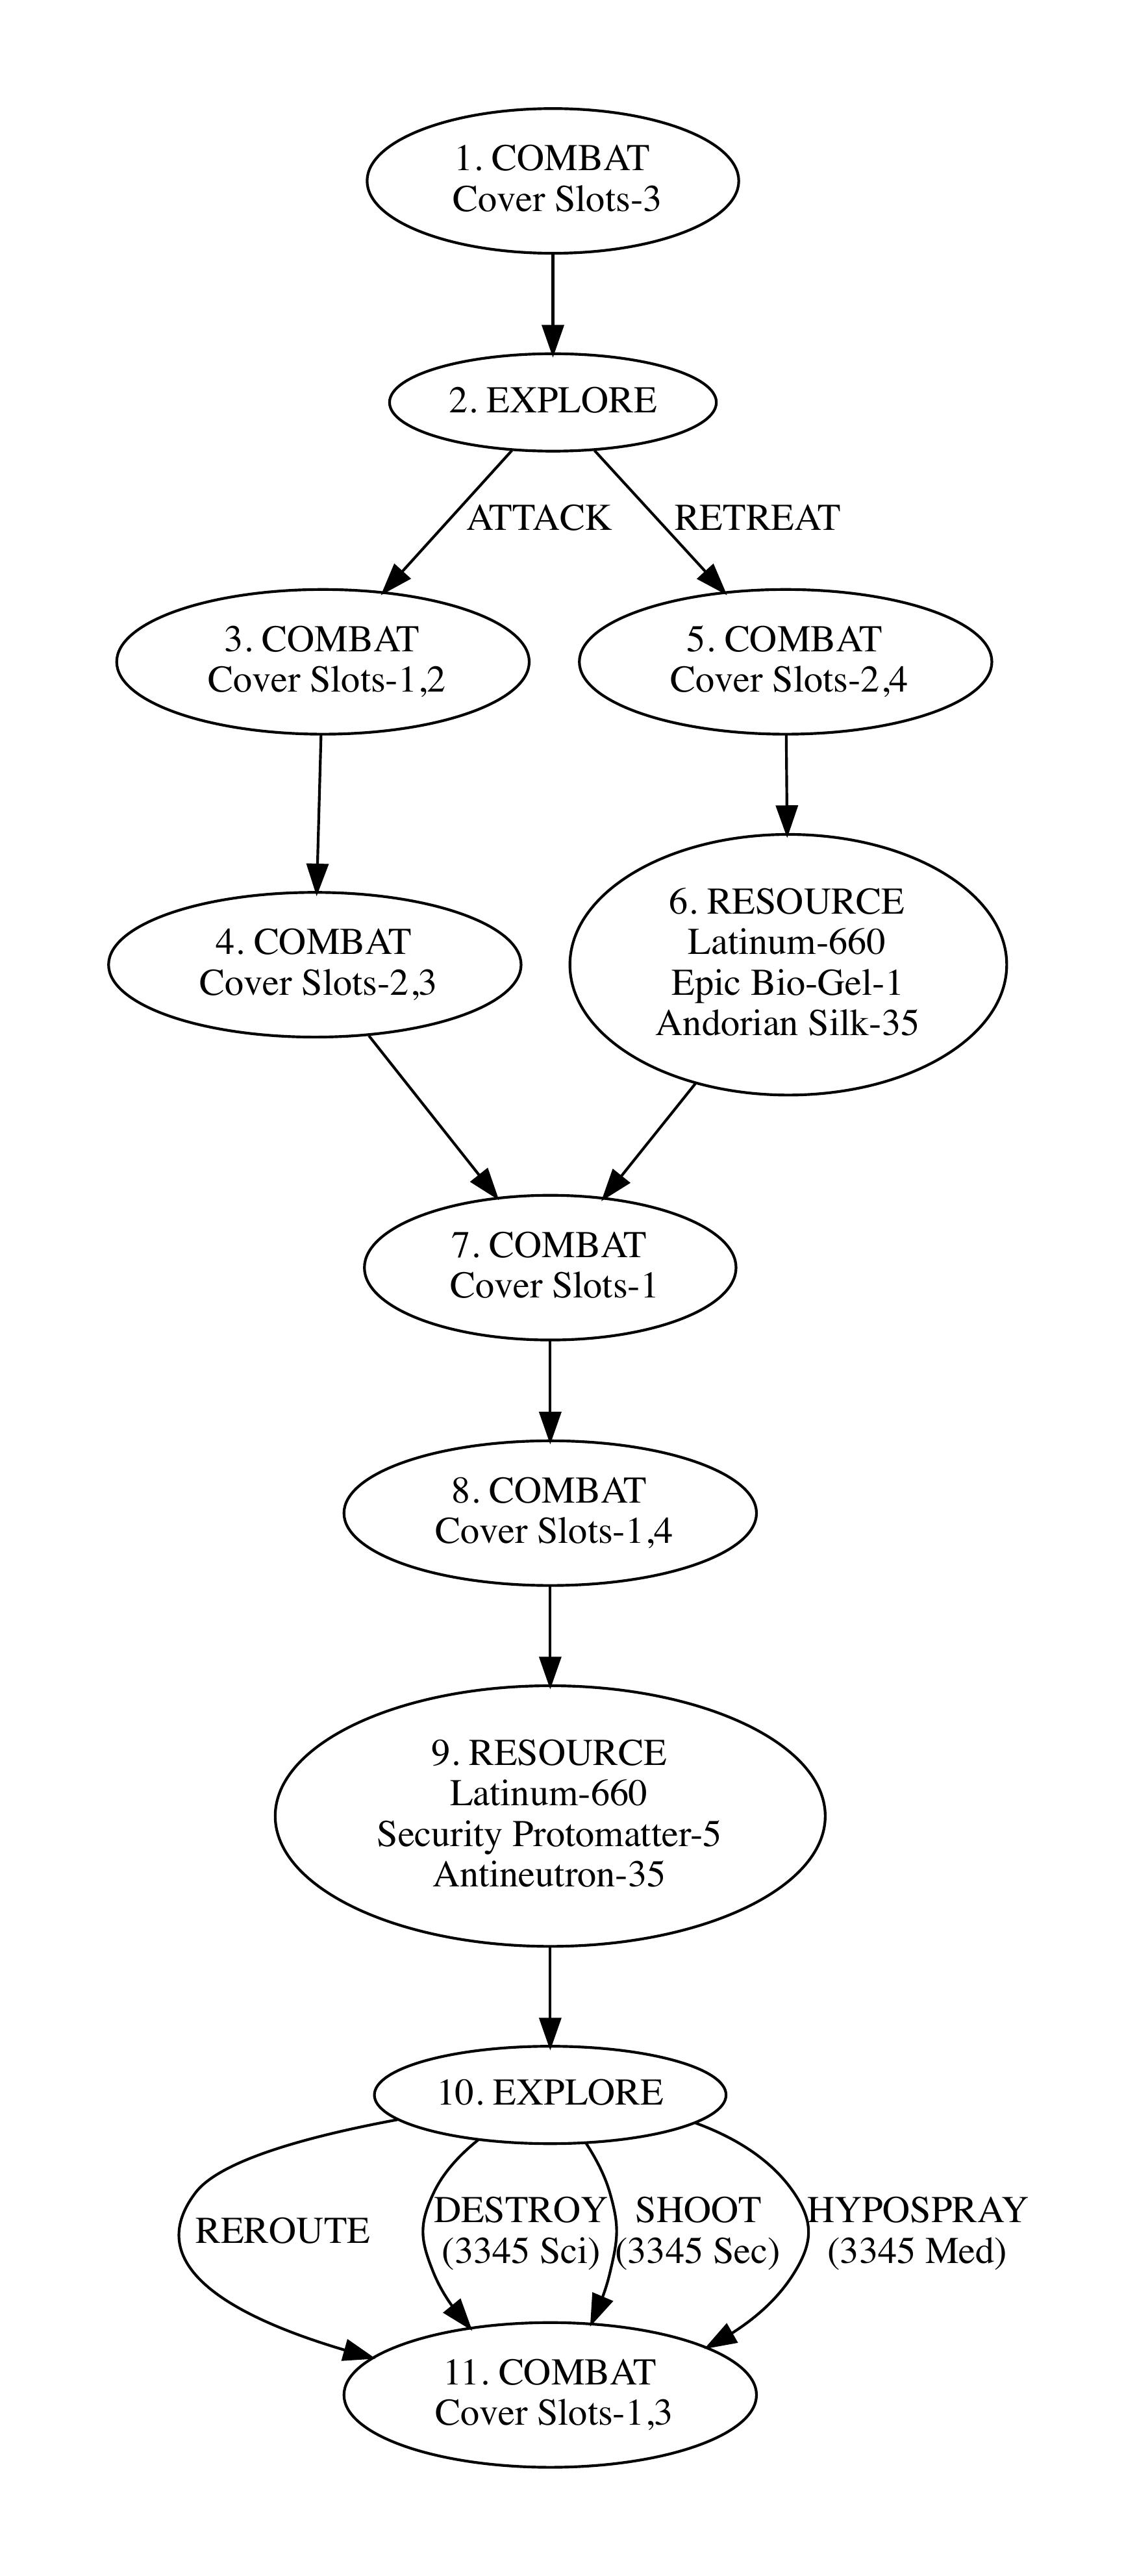 1. COMBAT
Cover Slots-3
2. EXPLORE
ATTACK
RETREAT
3. COMBAT
Cover Slots-1,2
5. COMBAT
Cover Slots-2,4
4. COMBAT
Cover Slots-2,3
6. RESOURCE
Latinum-660
Epic Bio-Gel-1
Andorian Silk-35
7. COMBAT
Cover Slots-1
8. COMBAT
Cover Slots-1,4
9. RESOURCE
Latinum-660
Security Protomatter-5
Antineutron-35
10. EXPLORE
REROUTE
DESTROY
(3345 Sci)
SHOOT
(3345 Sec)
HYPOSPRAY
(3345 Med)
11. COMBAT
Cover Slots-1,3